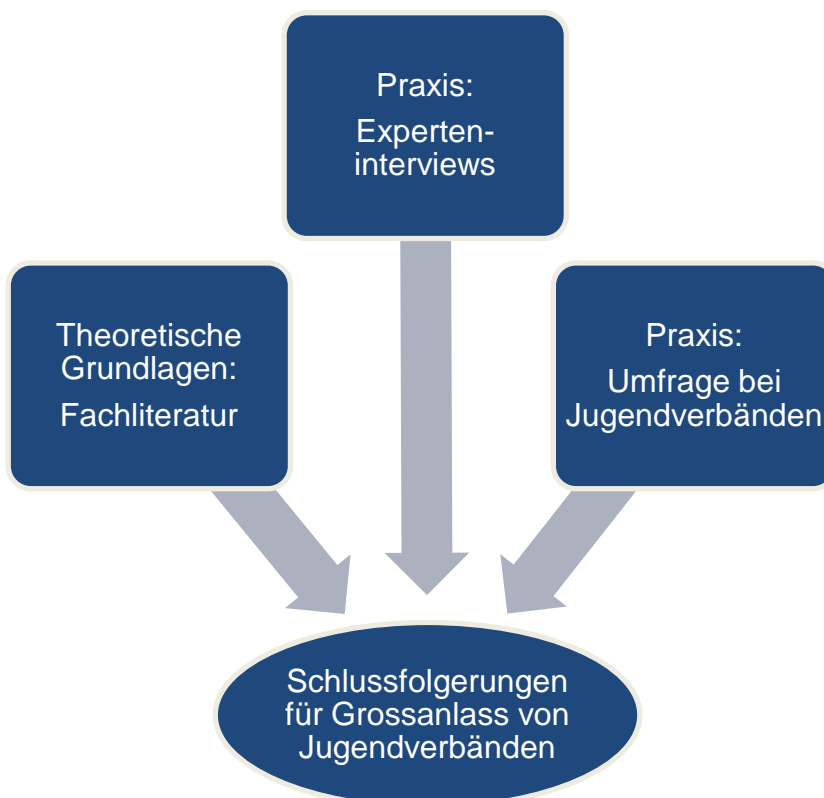 Praxis:
Experten-
interviews
Theoretische
Grundlagen:
Fachliteratur
Praxis:
Umfrage bei
Jugendverbänden
Schlussfolgerungen
für Grossanlass von
Jugendverbänden